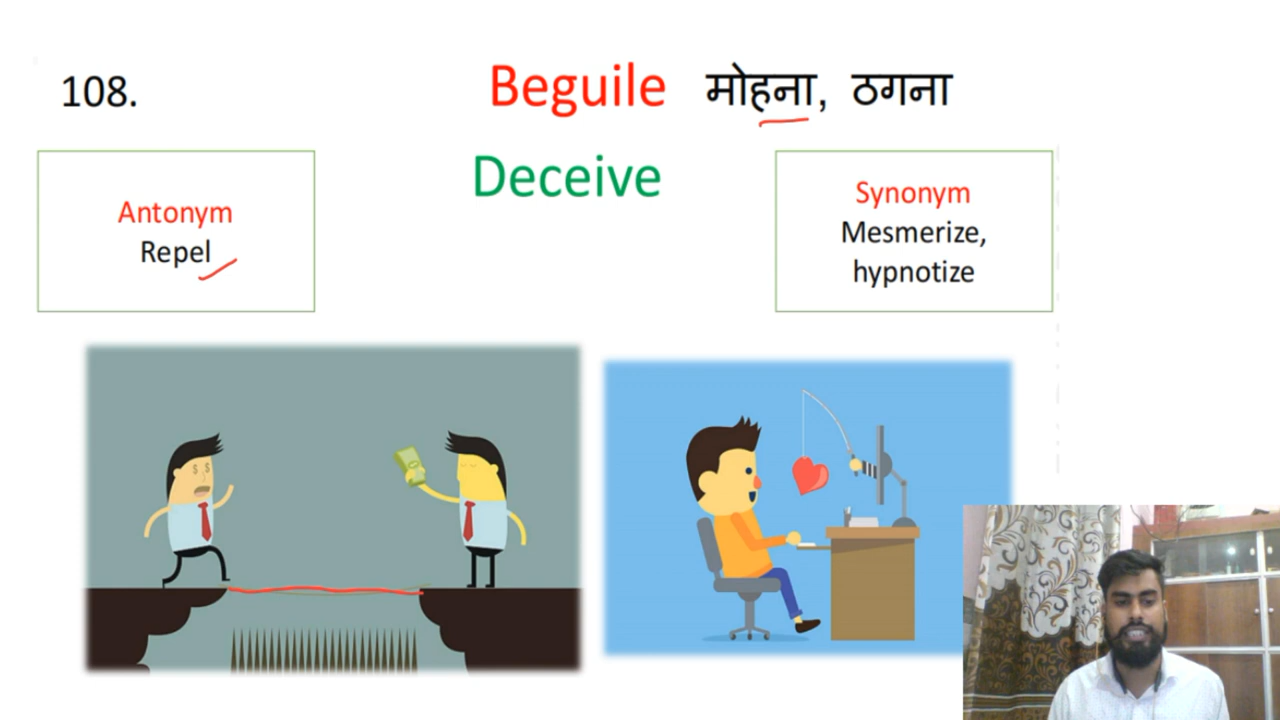 108.
Beguile मोहना, ठगना
Deceive
Antonym
Repel
Synonym
Mesmerize,
hypnotize
$ $